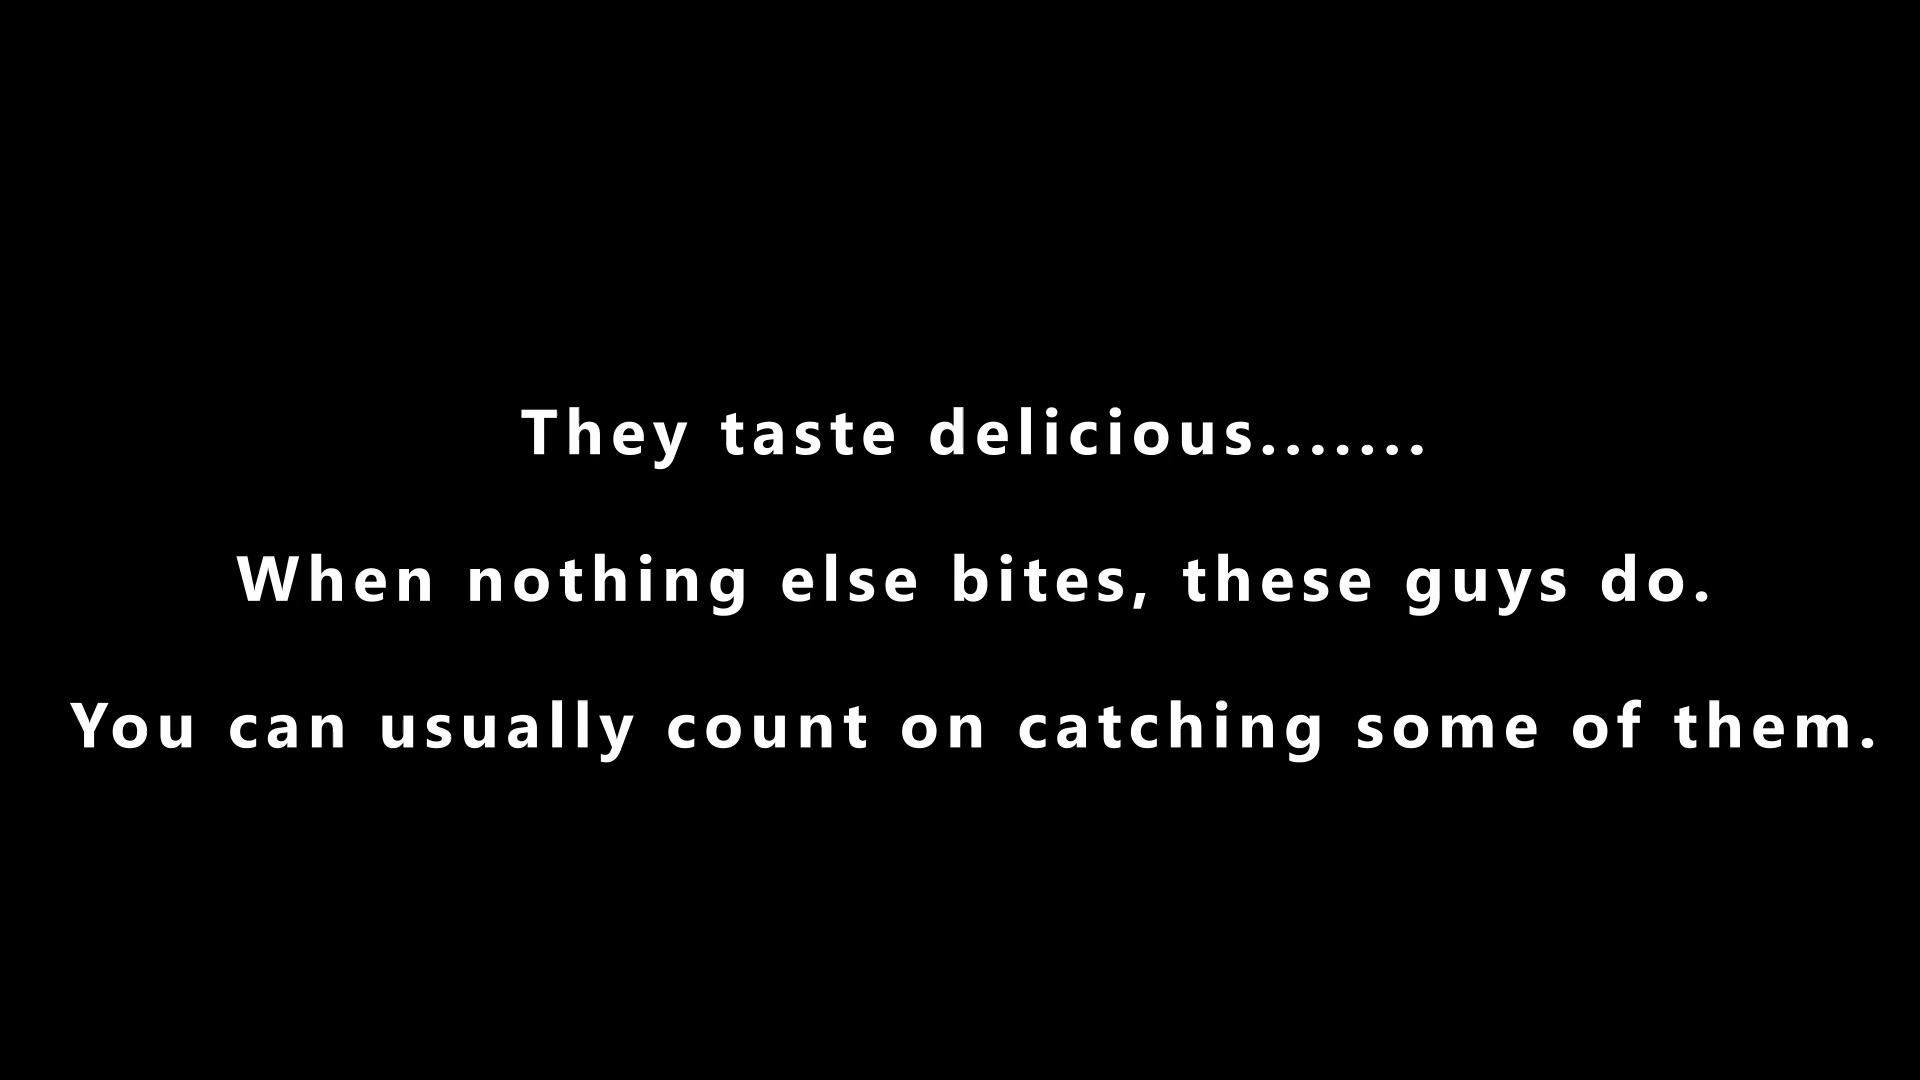 They taste delicious.......
When nothing else bites, these guys do.
You can usually count on catching some of them.